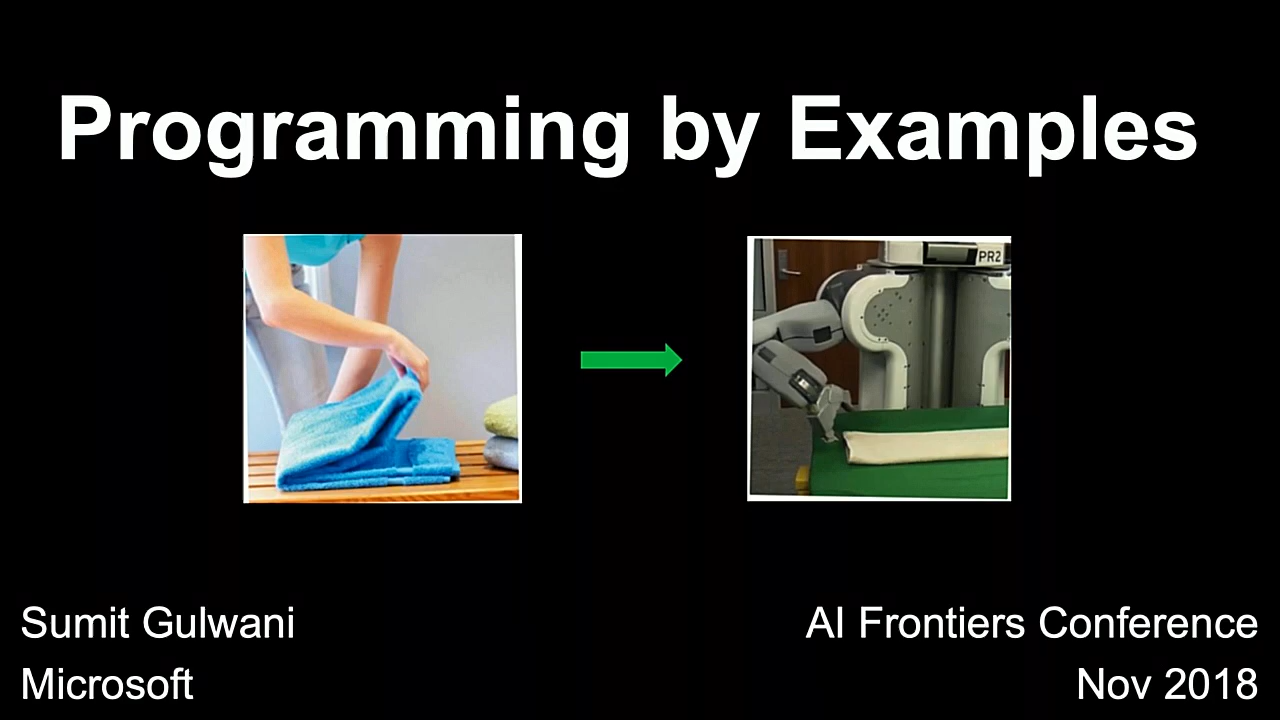 Programming by Examples
PR2
Sumit Gulwani
Microsoft
AI Frontiers Conference
Nov 2018